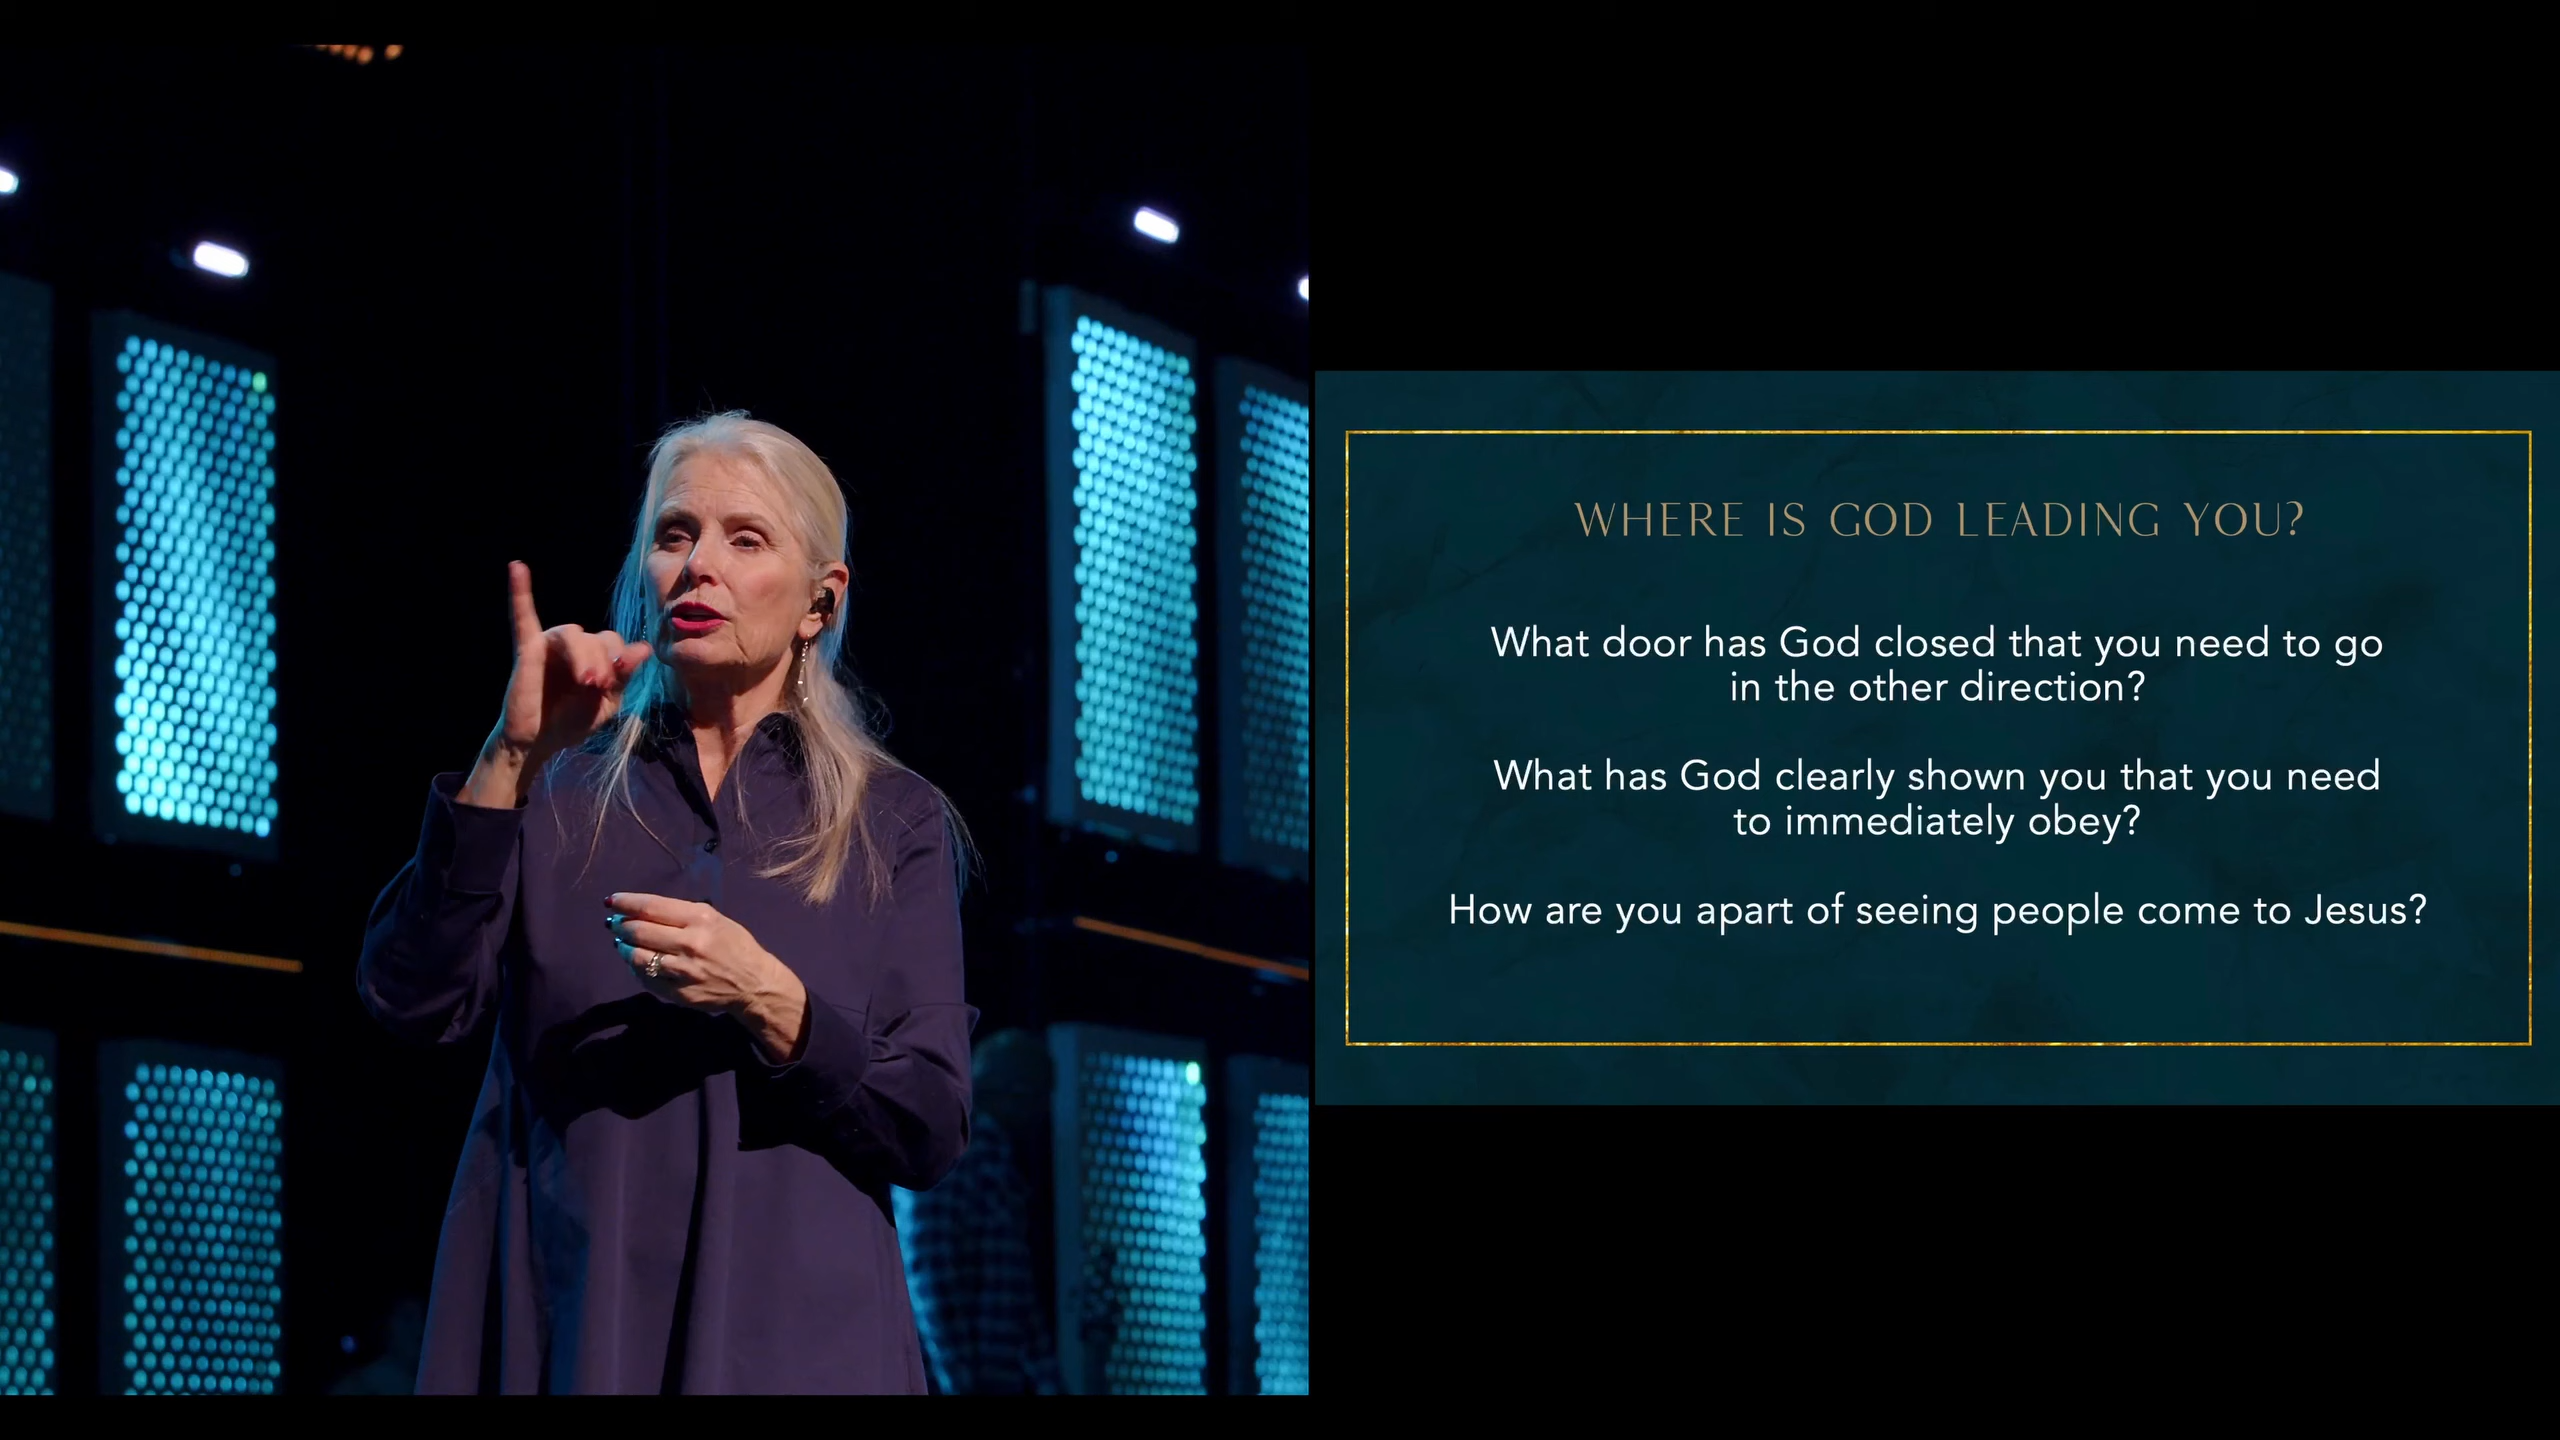 WHERE IS GOD LEADING YOU?
What door has God closed that you need to go
in the other direction?
What has God clearly shown you that you need
to immediately obey?
How are you apart of seeing people come to Jesus?